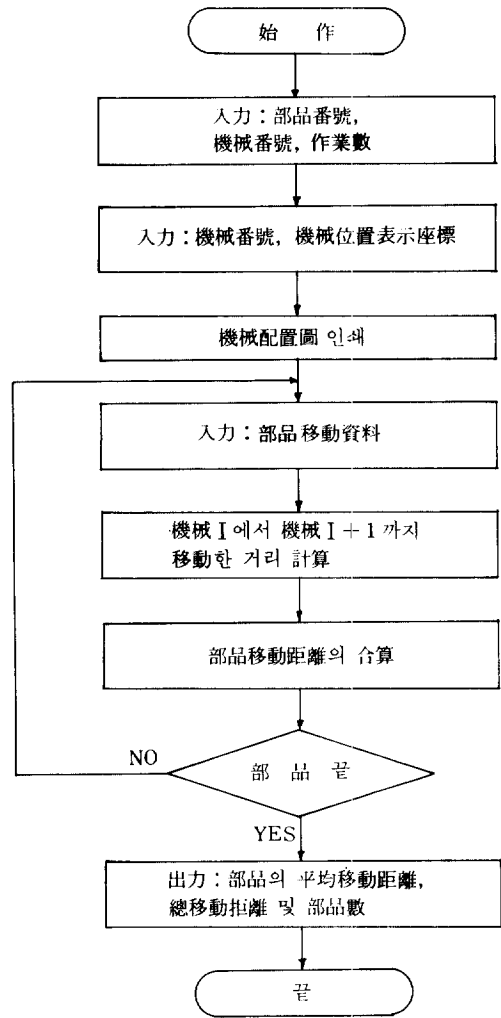 始 作
入力：部品番號,
機械番號, 作業數
入力：機械番號, 機械位置表示座標
機械配置圖 인쇄
入力：部品移動資料
機械 I 에서 機械 I + 1 까지
移動한 거리 計算
部品移動距離의 合算
部 品 끝
NO
YES
出力：部品의 平均移動距離,
總移動拒離 및 部品數
끝